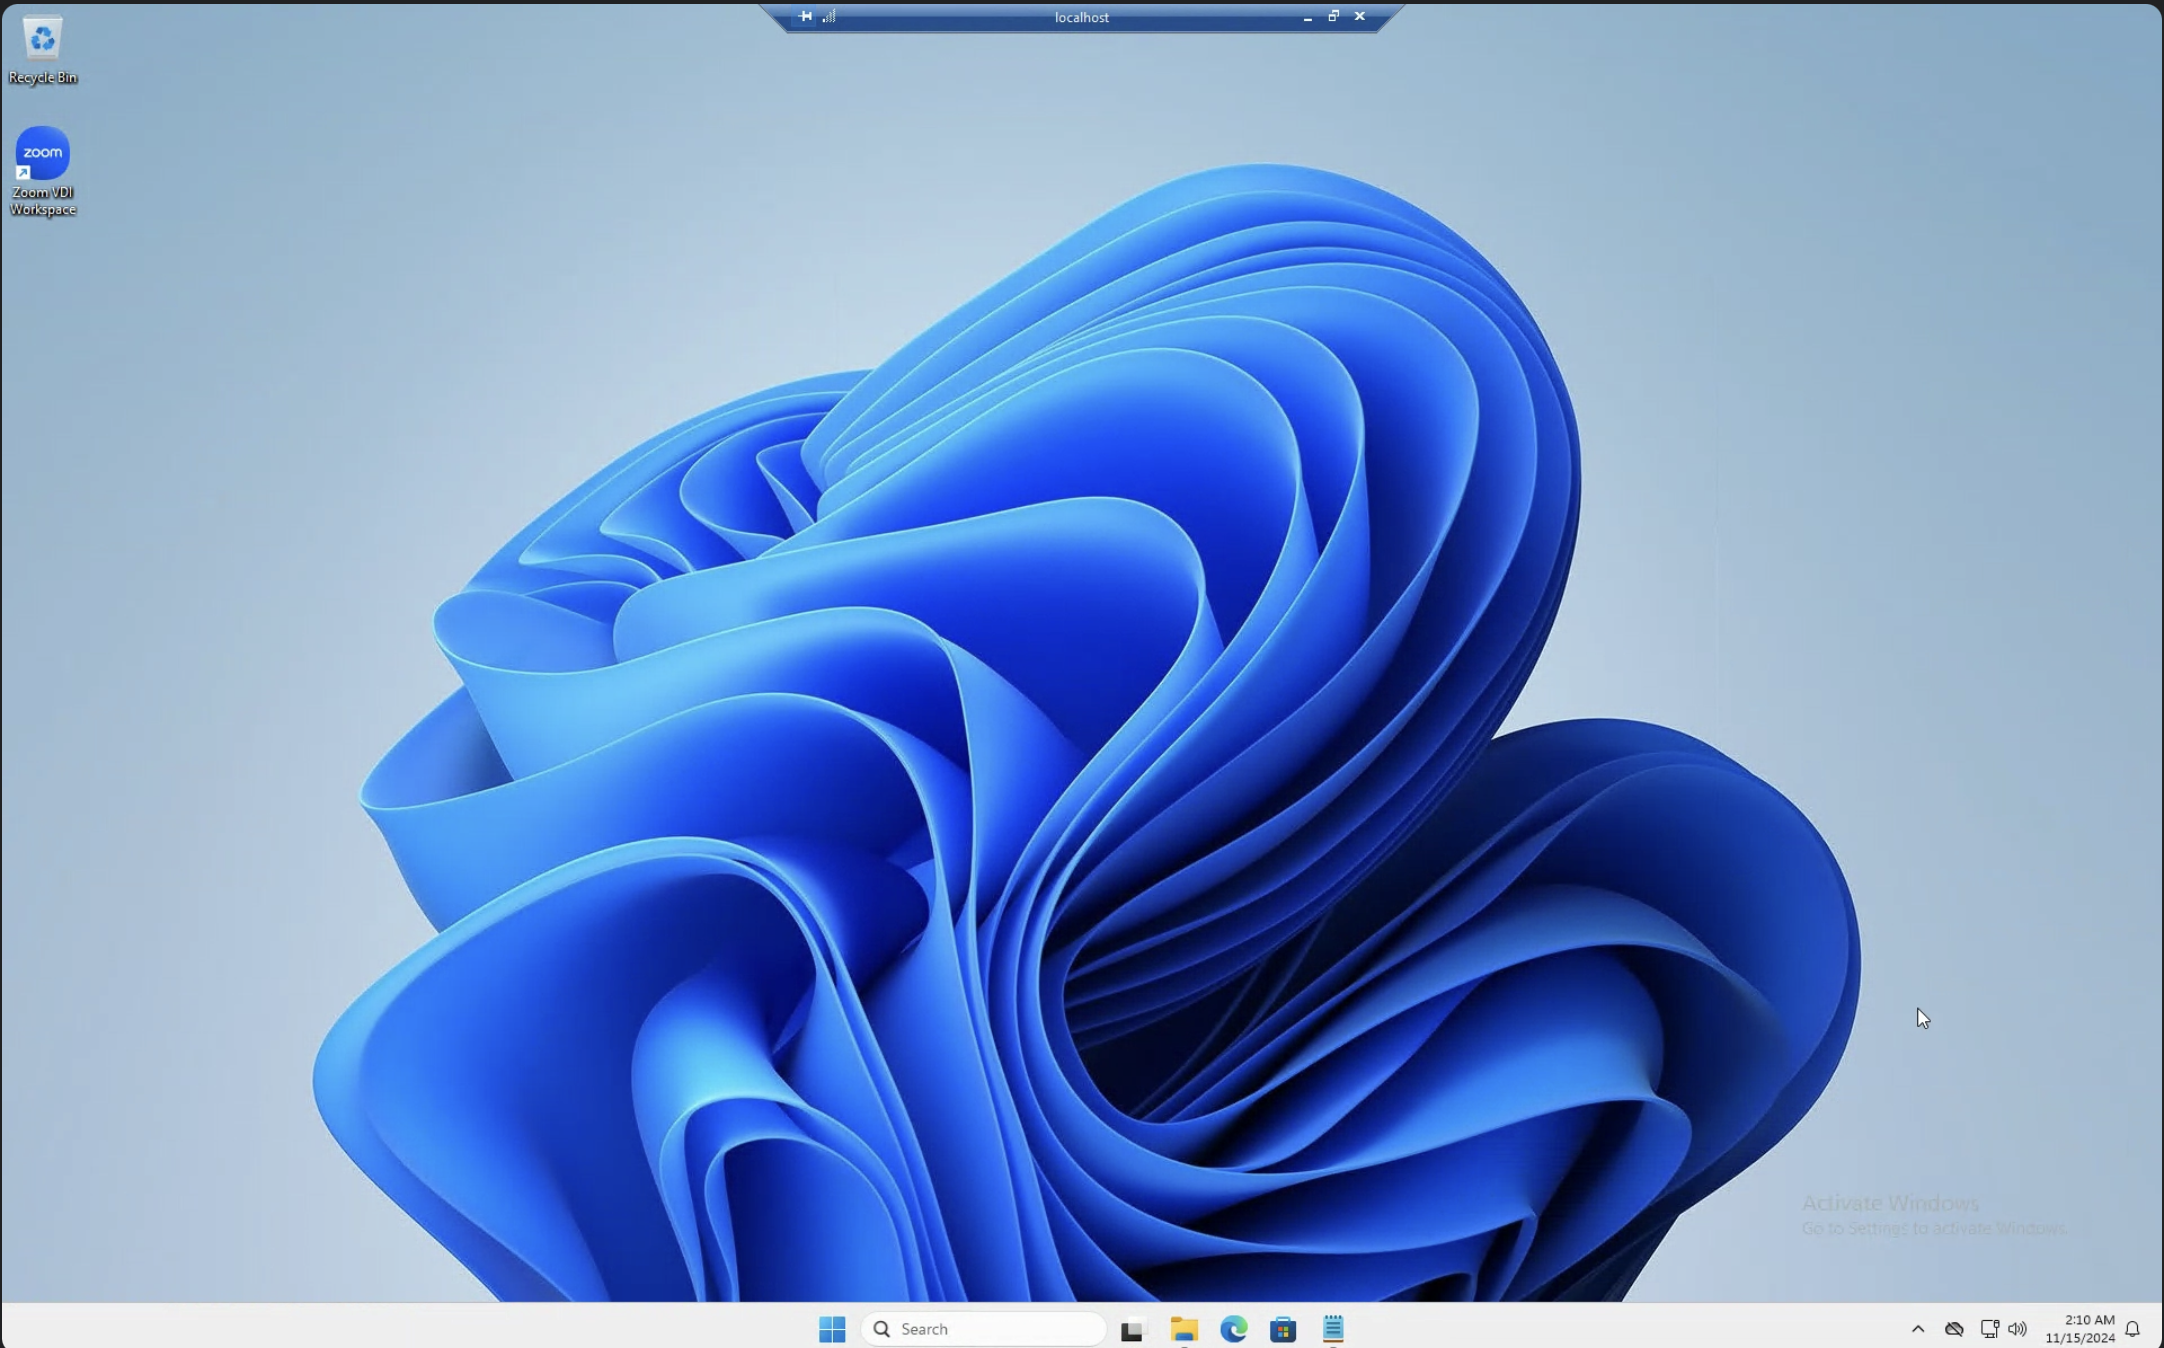 localhost
Recycle Bin
zoom
Zoom VDI
Workspace
Activate Windows
Go to Settings to activate Windows.
Search
2:10 AM
11/15/2024